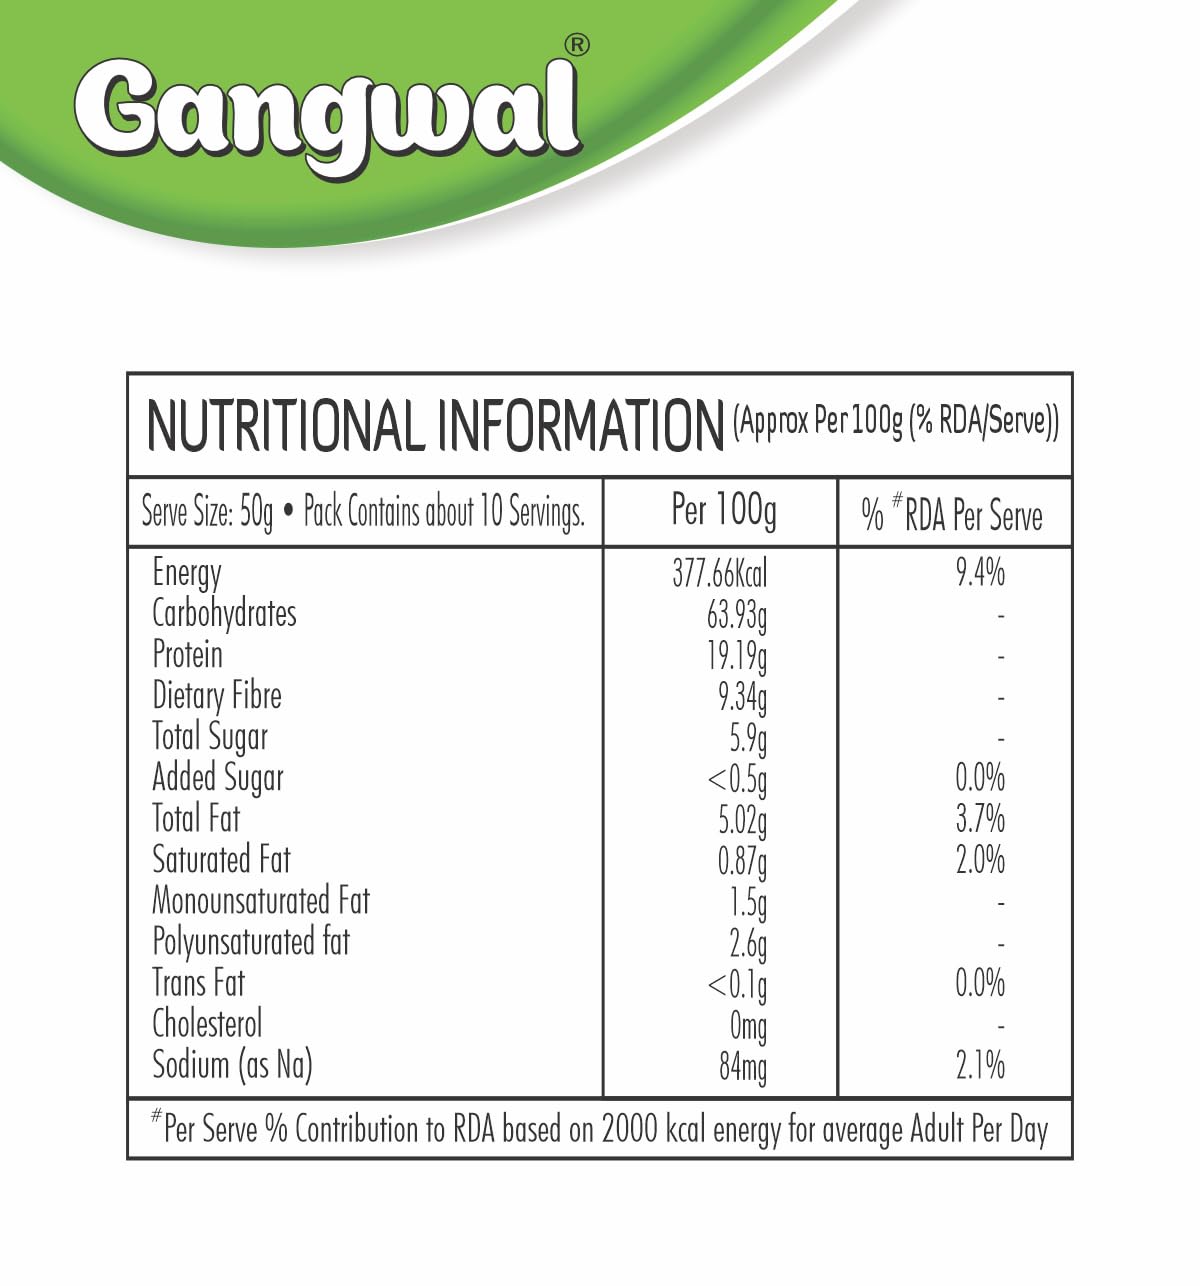 Gangwal®
NUTRITIONAL INFORMATION (Approx Per 100g (% RDA/Serve))
Serve Size: 50g • Pack Contains about 10 Servings. Per 100g % #RDA Per Serve
Energy 377.66Kcal 9.4%
Carbohydrates 63.93g -
Protein 19.19g -
Dietary Fibre 9.34g -
Total Sugar 5.9g -
Added Sugar <0.5g 0.0%
Total Fat 5.02g 3.7%
Saturated Fat 0.87g 2.0%
Monounsaturated Fat 1.5g -
Polyunsaturated fat 2.6g -
Trans Fat <0.1g 0.0%
Cholesterol 0mg -
Sodium (as Na) 84mg 2.1%
#Per Serve % Contribution to RDA based on 2000 kcal energy for average Adult Per Day